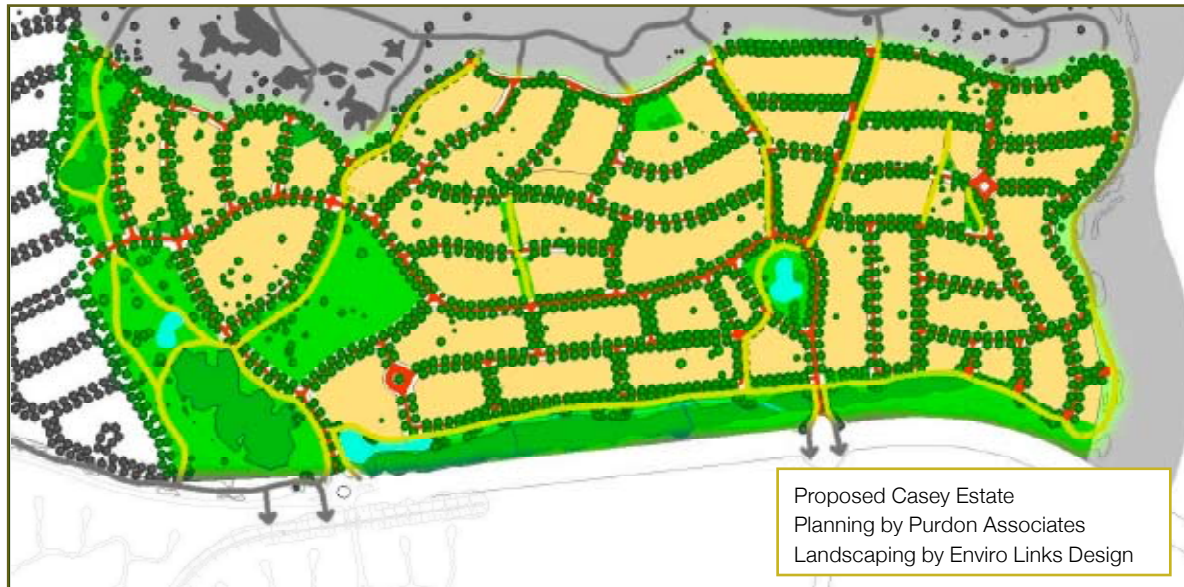 Proposed Casey Estate
Planning by Purdon Associates
Landscaping by Enviro Links Design